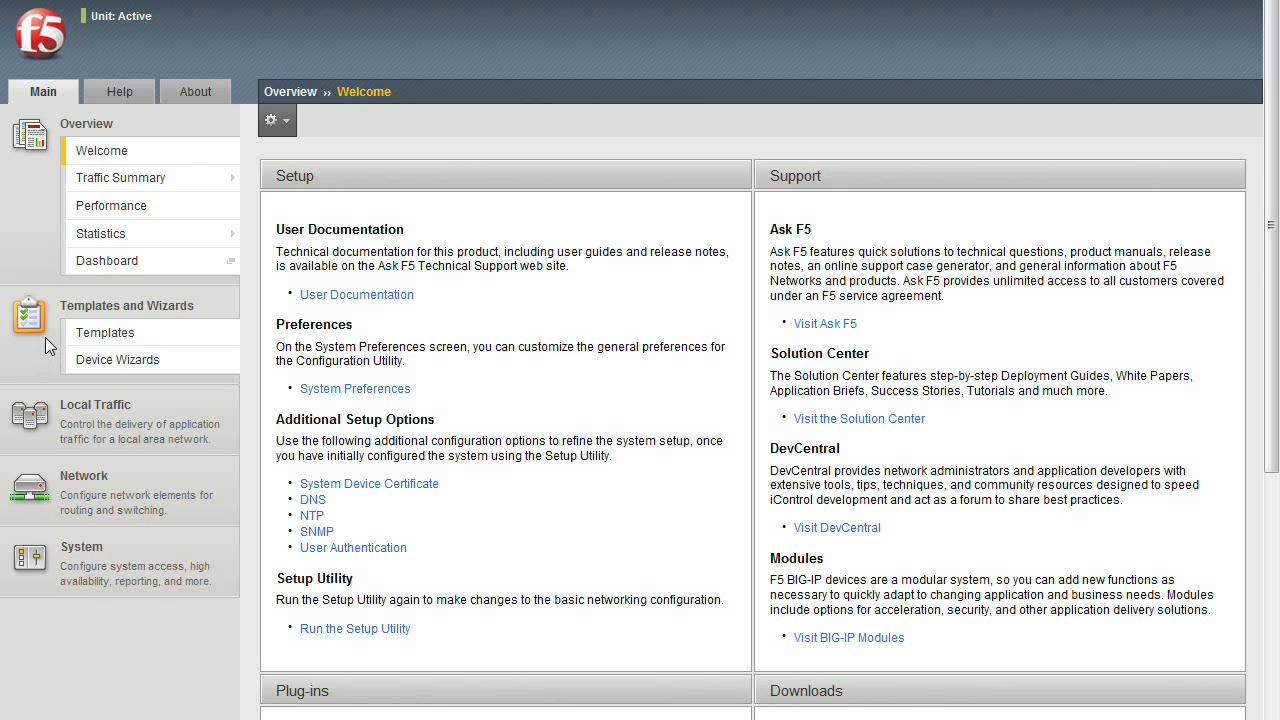 f5
Unit: Active
Main
Help
About
Overview ›› Welcome
Overview
Welcome
Traffic Summary
Performance
Statistics
Dashboard
Templates and Wizards
Templates
Device Wizards
Local Traffic
Control the delivery of application
traffic for a local area network.
Network
Configure network elements for
routing and switching.
System
Configure system access, high
availability, reporting, and more.
Setup
User Documentation
Technical documentation for this product, including user guides and release notes,
is available on the Ask F5 Technical Support web site.
• User Documentation
Preferences
On the System Preferences screen, you can customize the general preferences for
the Configuration Utility.
• System Preferences
Additional Setup Options
Use the following additional configuration options to refine the system setup, once
you have initially configured the system using the Setup Utility.
• System Device Certificate
• DNS
• NTP
• SNMP
• User Authentication
Setup Utility
Run the Setup Utility again to make changes to the basic networking configuration.
• Run the Setup Utility
Support
Ask F5
Ask F5 features quick solutions to technical questions, product manuals, release
notes, an online support case generator, and general information about F5
Networks and products. Ask F5 provides unlimited access to all customers covered
under an F5 service agreement.
• Visit Ask F5
Solution Center
The Solution Center features step-by-step Deployment Guides, White Papers,
Application Briefs, Success Stories, Tutorials and much more.
• Visit the Solution Center
DevCentral
DevCentral provides network administrators and application developers with
extensive tools, tips, techniques, and community resources designed to speed
iControl development and act as a forum to share best practices.
• Visit DevCentral
Modules
F5 BIG-IP devices are a modular system, so you can add new functions as
necessary to quickly adapt to changing application and business needs. Modules
include options for acceleration, security, and other application delivery solutions.
• Visit BIG-IP Modules
Plug-ins
Downloads